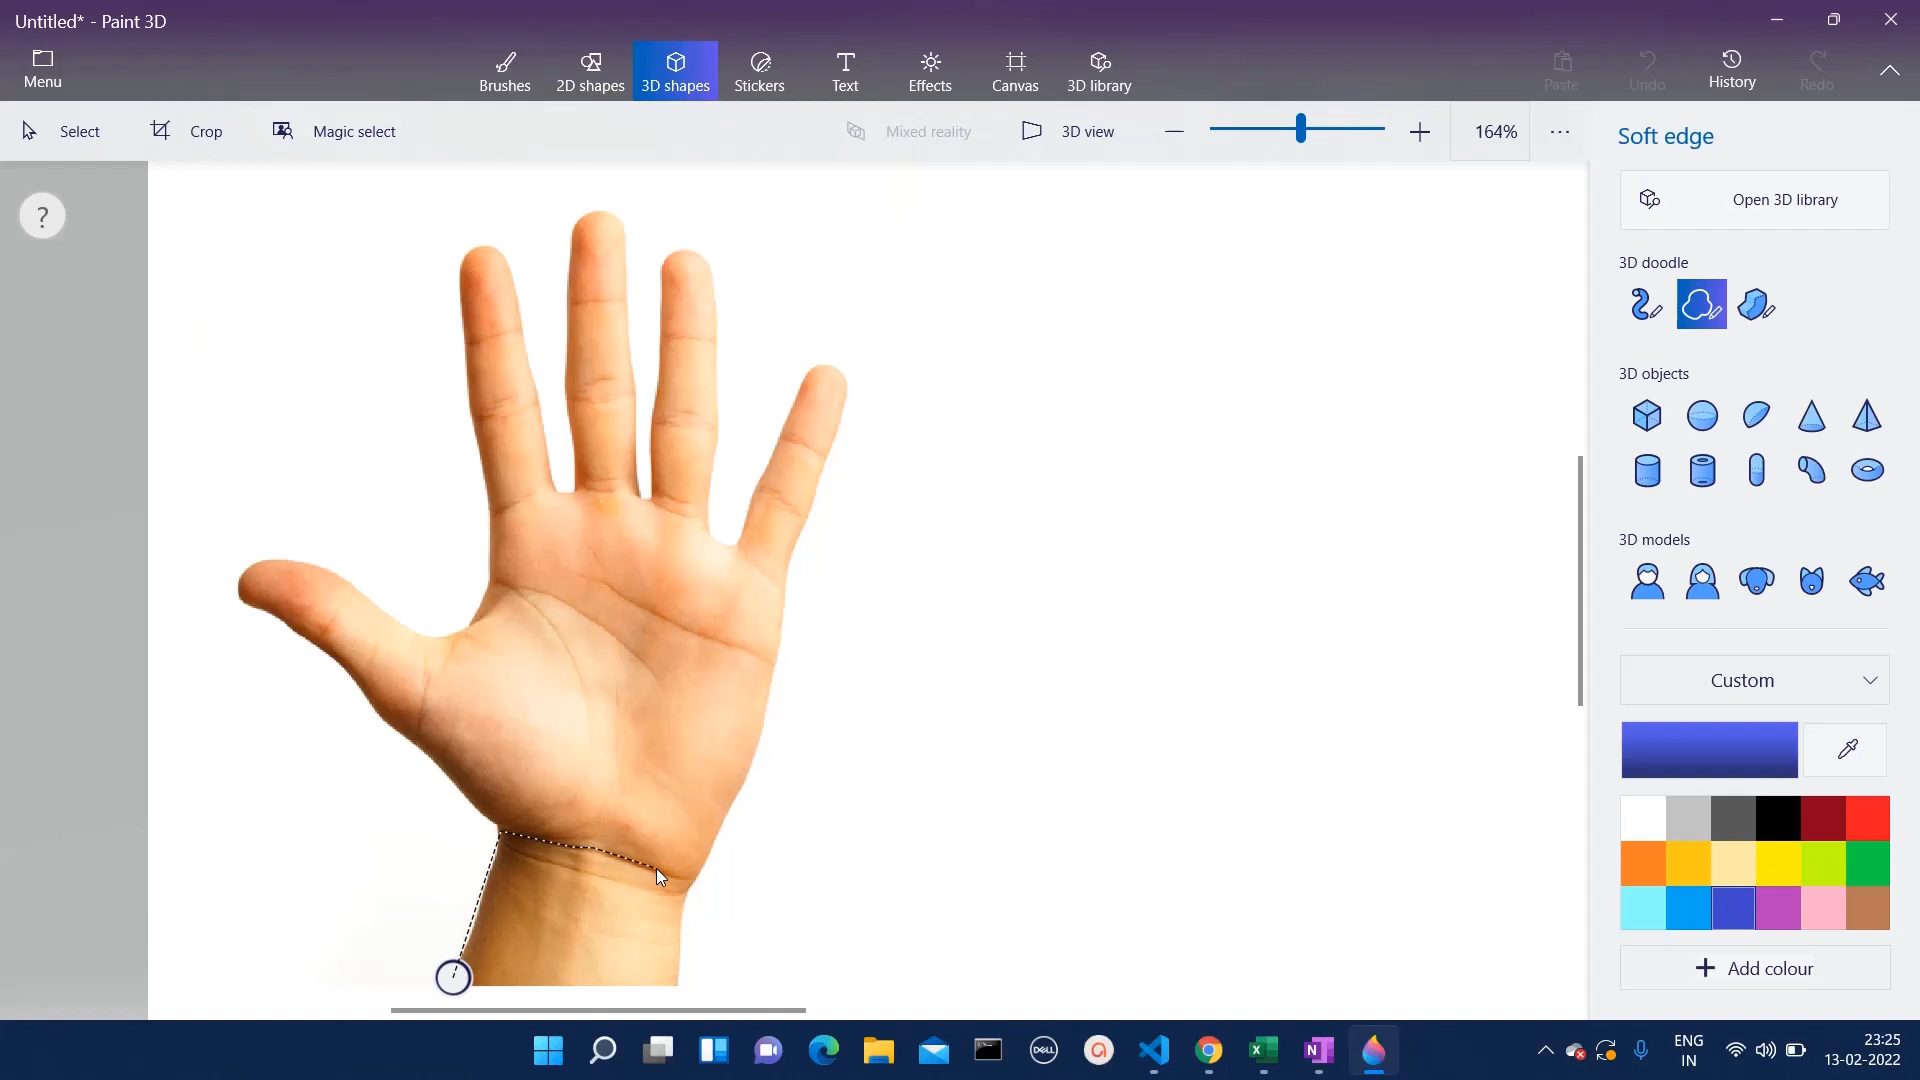 Untitled* - Paint 3D
Menu
Brushes
2D shapes
3D shapes
Stickers
Text
Effects
Canvas
3D library
Paste
Undo
History
Redo
Select
Crop
Magic select
Mixed reality
3D view
164%
Soft edge
?
Open 3D library
3D doodle
3D objects
3D models
Custom
Add colour
DELL
ENG
IN
23:25
13-02-2022